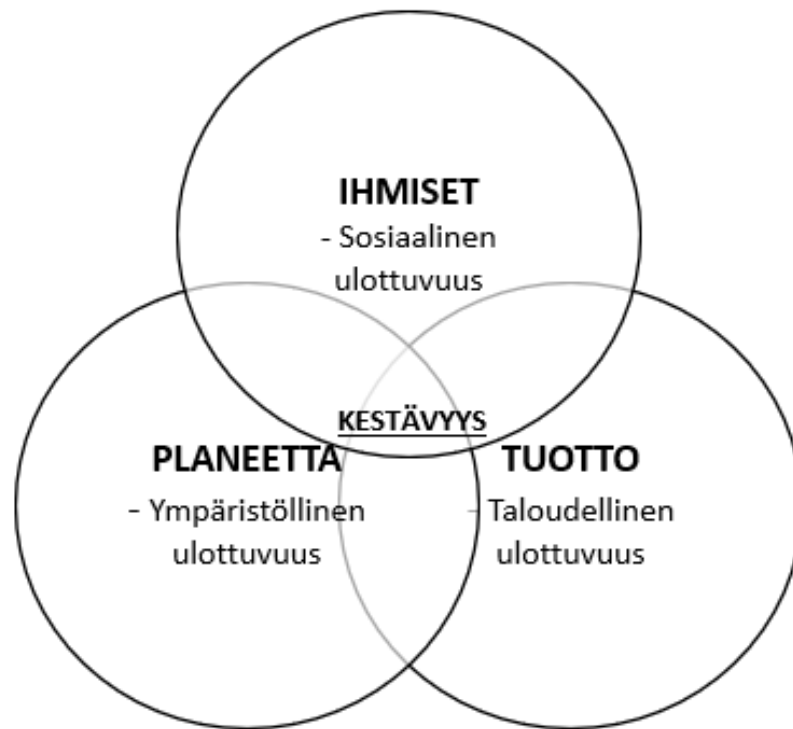 IHMISET
- Sosiaalinen
ulottuvuus
KESTÄVYYS
PLANEETTA
- Ympäristöllinen
ulottuvuus
TUOTTO
- Taloudellinen
ulottuvuus